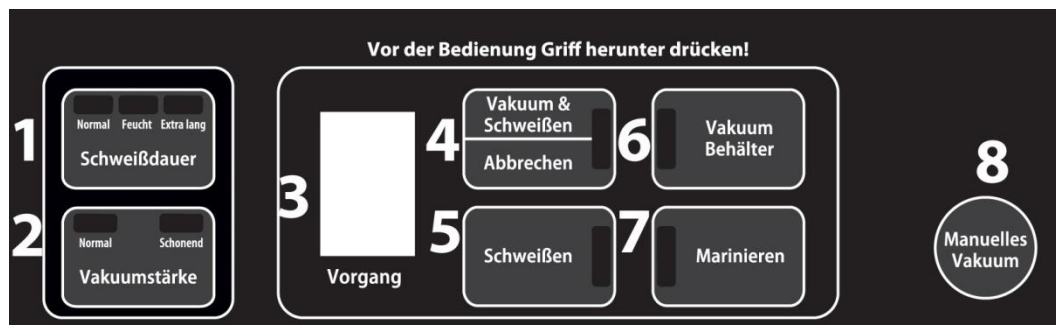 Vor der Bedienung Griff herunter drücken!
1
Normal Feucht Extra lang
Schweißdauer
2
Normal Schonend
Vakuumstärke
3
Vorgang
4
Vakuum &
Schweißen
Abbrechen
5
Schweißen
6
Vakuum
Behälter
7
Marinieren
8
Manuelles
Vakuum